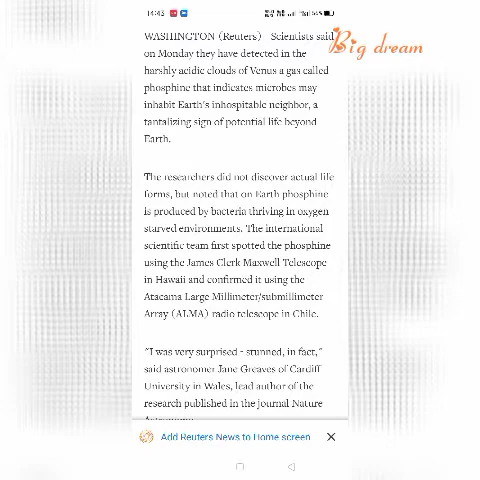 14:43
Big dream
WASHINGTON (Reuters) - Scientists said
on Monday they have detected in the
harshly acidic clouds of Venus a gas called
phosphine that indicates microbes may
inhabit Earth's inhospitable neighbor, a
tantalizing sign of potential life beyond
Earth.
The researchers did not discover actual life
forms, but noted that on Earth phosphine
is produced by bacteria thriving in oxygen
starved environments. The international
scientific team first spotted the phosphine
using the James Clerk Maxwell Telescope
in Hawaii and confirmed it using the
Atacama Large Millimeter/submillimeter
Array (ALMA) radio telescope in Chile.
"I was very surprised - stunned, in fact,"
said astronomer Jane Greaves of Cardiff
University in Wales, lead author of the
research published in the journal Nature
Add Reuters News to Home screen